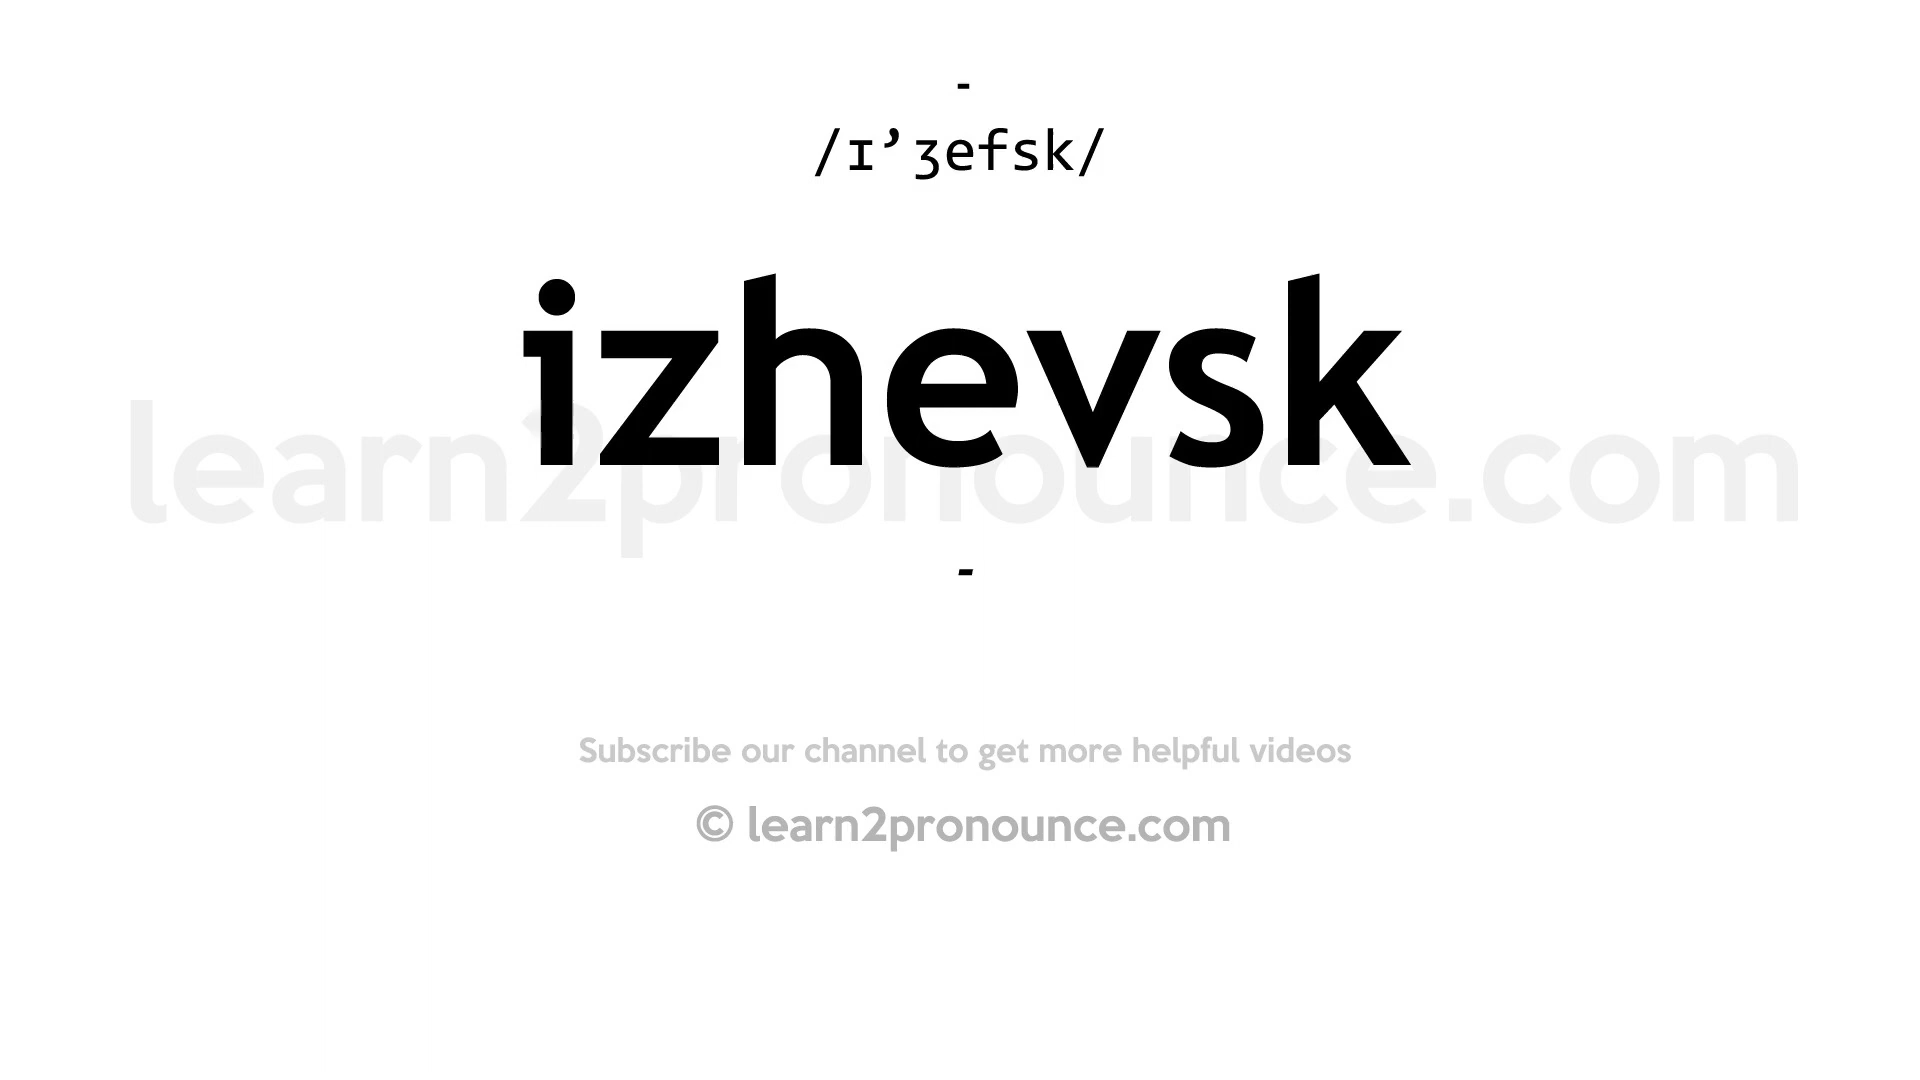 -
/ɪ’ʒefsk/
izhevsk
learn2pronounce.com
-
Subscribe our channel to get more helpful videos
© learn2pronounce.com